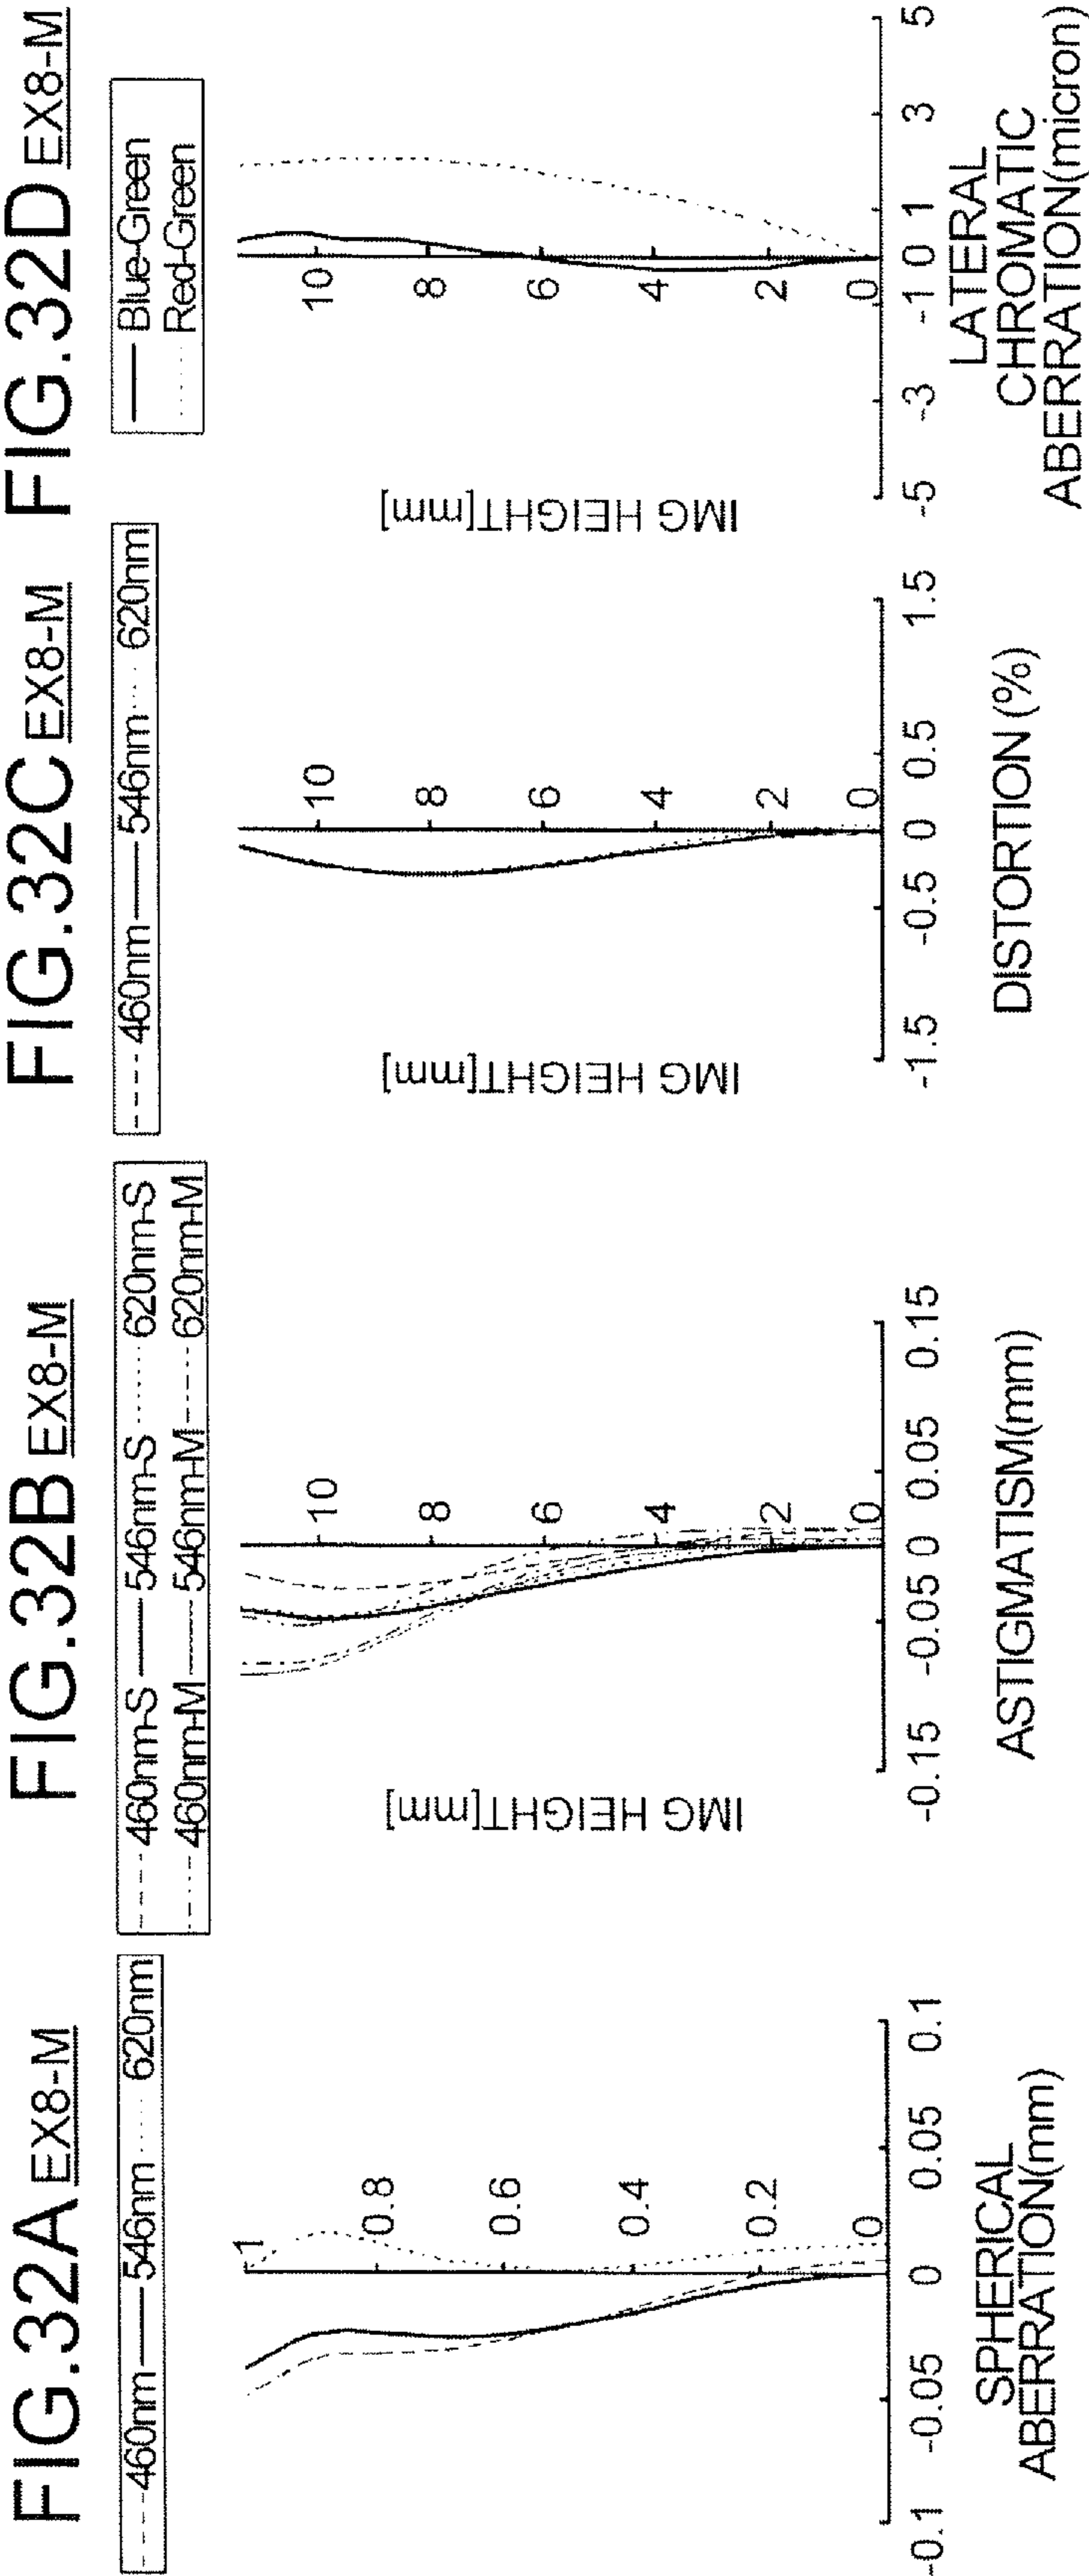 FIG.32A EX8-M
460nm 546nm 620nm
1
0.8
0.6
0.4
0.2
0
-0.1 -0.05 0 0.05 0.1
SPHERICAL
ABERRATION(mm)
FIG.32B EX8-M
460nm-S 546nm-S 620nm-S
460nm-M 546nm-M 620nm-M
IMG HEIGHT[mm]
10
8
6
4
2
0
-0.15 -0.05 0 0.05 0.15
ASTIGMATISM(mm)
FIG.32C EX8-M
460nm 546nm 620nm
IMG HEIGHT[mm]
10
8
6
4
2
0
-1.5 -0.5 0 0.5 1.5
DISTORTION (%)
FIG.32D EX8-M
Blue-Green
Red-Green
IMG HEIGHT[mm]
10
8
6
4
2
0
-5 -3 -1 0 1 3 5
LATERAL
CHROMATIC
ABERRATION(micron)